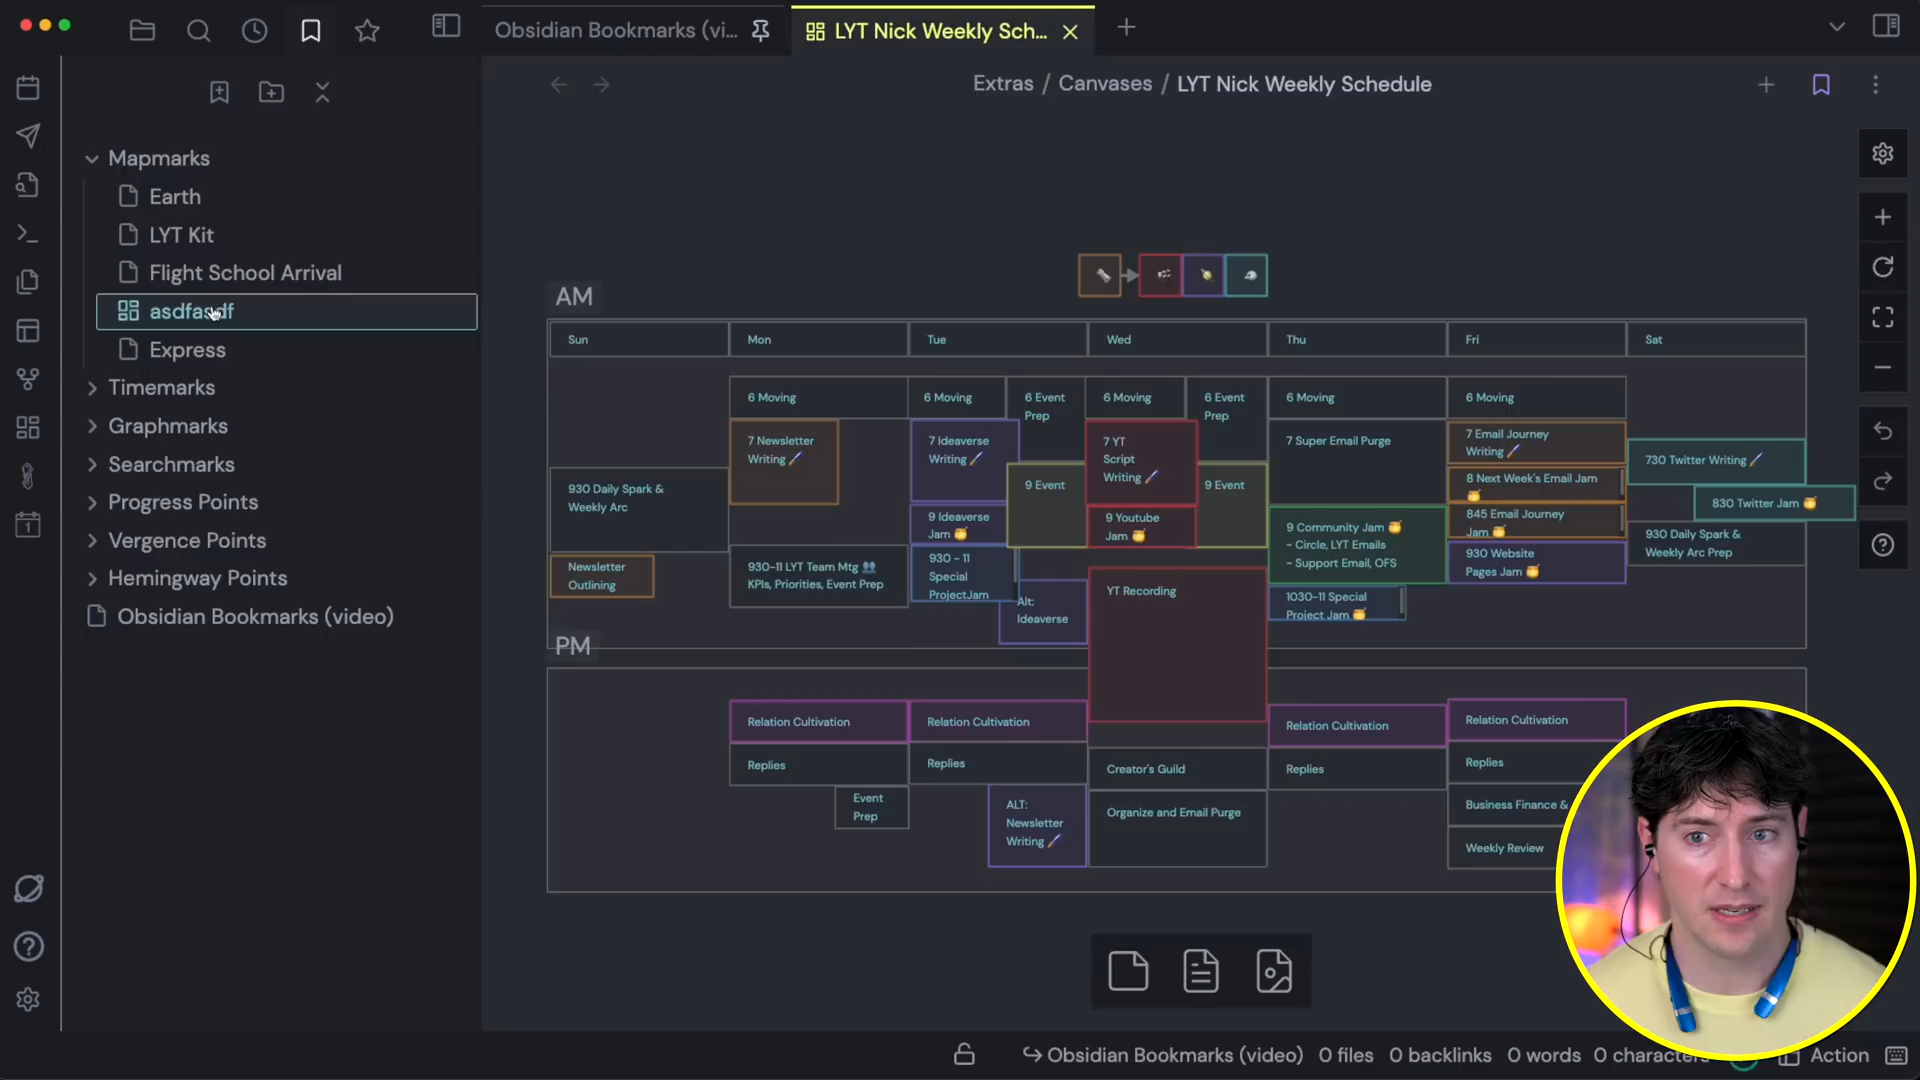 Obsidian Bookmarks (vi...
LYT Nick Weekly Sch...
Extras / Canvases / LYT Nick Weekly Schedule
Mapmarks
Earth
LYT Kit
Flight School Arrival
asdfasdf
Express
Timemarks
Graphmarks
Searchmarks
Progress Points
Vergence Points
Hemingway Points
Obsidian Bookmarks (video)
1
AM
Sun
Mon
Tue
Wed
Thu
Fri
Sat
930 Daily Spark &
Weekly Arc
Newsletter
Outlining
6 Moving
7 Newsletter
Writing 🖌️
930-11 LYT Team Mtg 👥
KPIs, Priorities, Event Prep
6 Moving
7 Ideaverse
Writing 🖌️
9 Ideaverse
Jam 🍯
930 - 11
Special
ProjectJam
6 Event
Prep
9 Event
Alt:
Ideaverse
6 Moving
7 YT
Script
Writing 🖌️
9 Youtube
Jam 🍯
YT Recording
6 Event
Prep
9 Event
6 Moving
7 Super Email Purge
9 Community Jam 🍯
- Circle, LYT Emails
- Support Email, OFS
1030-11 Special
Project Jam 🍯
6 Moving
7 Email Journey
Writing 🖌️
8 Next Week's Email Jam
🍯
845 Email Journey
Jam 🍯
930 Website
Pages Jam 🍯
730 Twitter Writing 🖌️
830 Twitter Jam 🍯
930 Daily Spark &
Weekly Arc Prep
PM
Relation Cultivation
Replies
Event
Prep
Relation Cultivation
Replies
ALT:
Newsletter
Writing 🖌️
Creator's Guild
Organize and Email Purge
Relation Cultivation
Replies
Relation Cultivation
Replies
Business Finance &
Weekly Review
Obsidian Bookmarks (video) 0 files 0 backlinks 0 words 0 characters Action